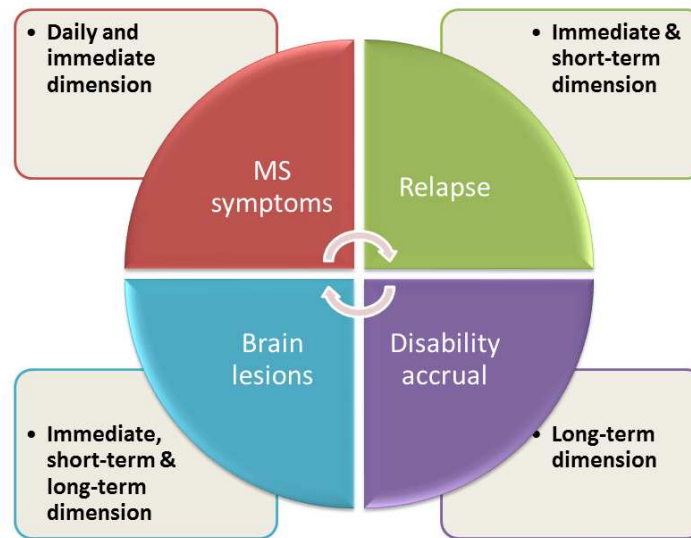 • Daily and
immediate
dimension
• Immediate &
short-term
dimension
MS
symptoms
Relapse
Brain
lesions
Disability
accrual
• Immediate,
short-term &
long-term
dimension
• Long-term
dimension